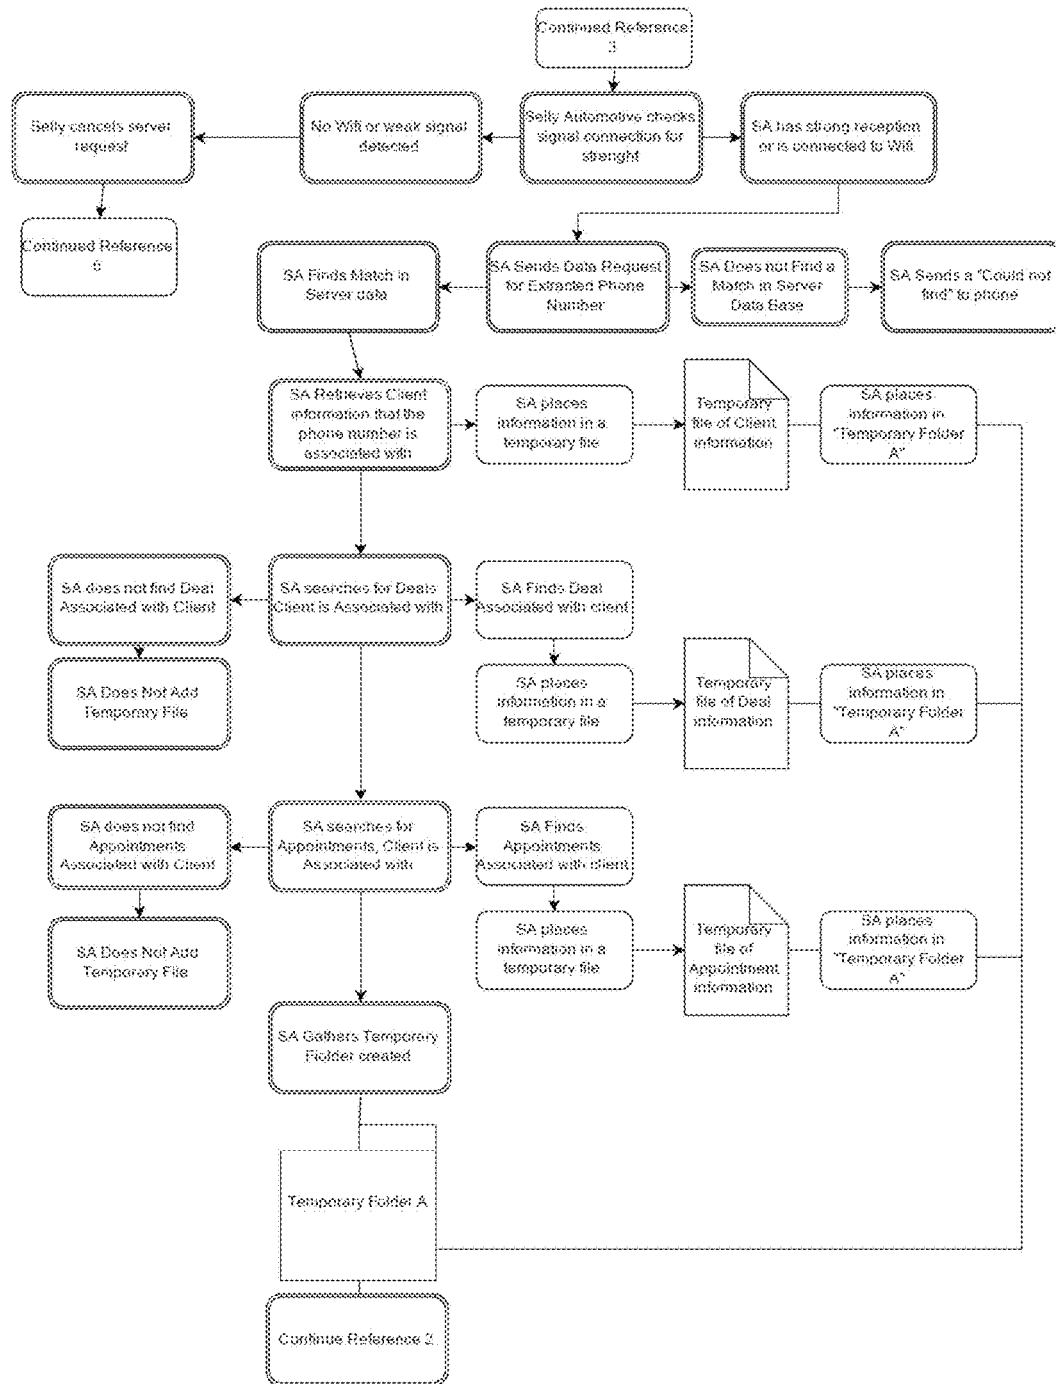 Continued Reference
3
Selly cancels server
request
No Wifi or weak signal
detected
Selly Automotive checks
signal connection for
strenght
SA has strong reception
or is connected to Wifi
Continued Reference
6
SA Finds Match in
Server data
SA Sends Data Request
for Extracted Phone
Number
SA Does not Find a
Match in Server
Data Base
SA Sends a "Could not
find" to phone
SA Retrieves Client
information that the
phone number is
associated with
SA places
information in a
temporary file
Temporary
file of Client
information
SA places
information in
"Temporary Folder
A"
SA does not find Deal
Associated with Client
SA searches for Deals
Client is Associated with
SA Finds Deal
Associated with client
SA Does Not Add
Temporary File
SA places
information in a
temporary file
Temporary
file of Deal
information
SA places
information in
"Temporary Folder
A"
SA does not find
Appointments
Associated with Client
SA searches for
Appointments, Client is
Associated with
SA Finds
Appointments
Associated with client
SA Does Not Add
Temporary File
SA places
information in a
temporary file
Temporary
file of
Appointment
information
SA places
information in
"Temporary Folder
A"
SA Gathers Temporary
Flolder created
Temporary Folder A
Continue Reference 2